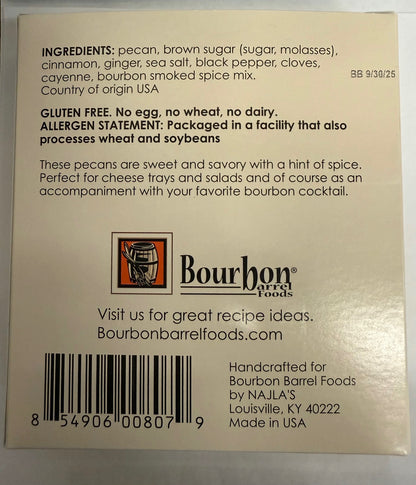 INGREDIENTS: pecan, brown sugar (sugar, molasses),
cinnamon, ginger, sea salt, black pepper, cloves,
cayenne, bourbon smoked spice mix.
Country of origin USA
BB 9/30/25
GLUTEN FREE. No egg, no wheat, no dairy.
ALLERGEN STATEMENT: Packaged in a facility that also
processes wheat and soybeans
These pecans are sweet and savory with a hint of spice.
Perfect for cheese trays and salads and of course as an
accompaniment with your favorite bourbon cocktail.
Bourbon®
Barrel
Foods
Visit us for great recipe ideas.
Bourbonbarrelfoods.com
Handcrafted for
Bourbon Barrel Foods
by NAJLA'S
Louisville, KY 40222
Made in USA
8 54906 00807 9